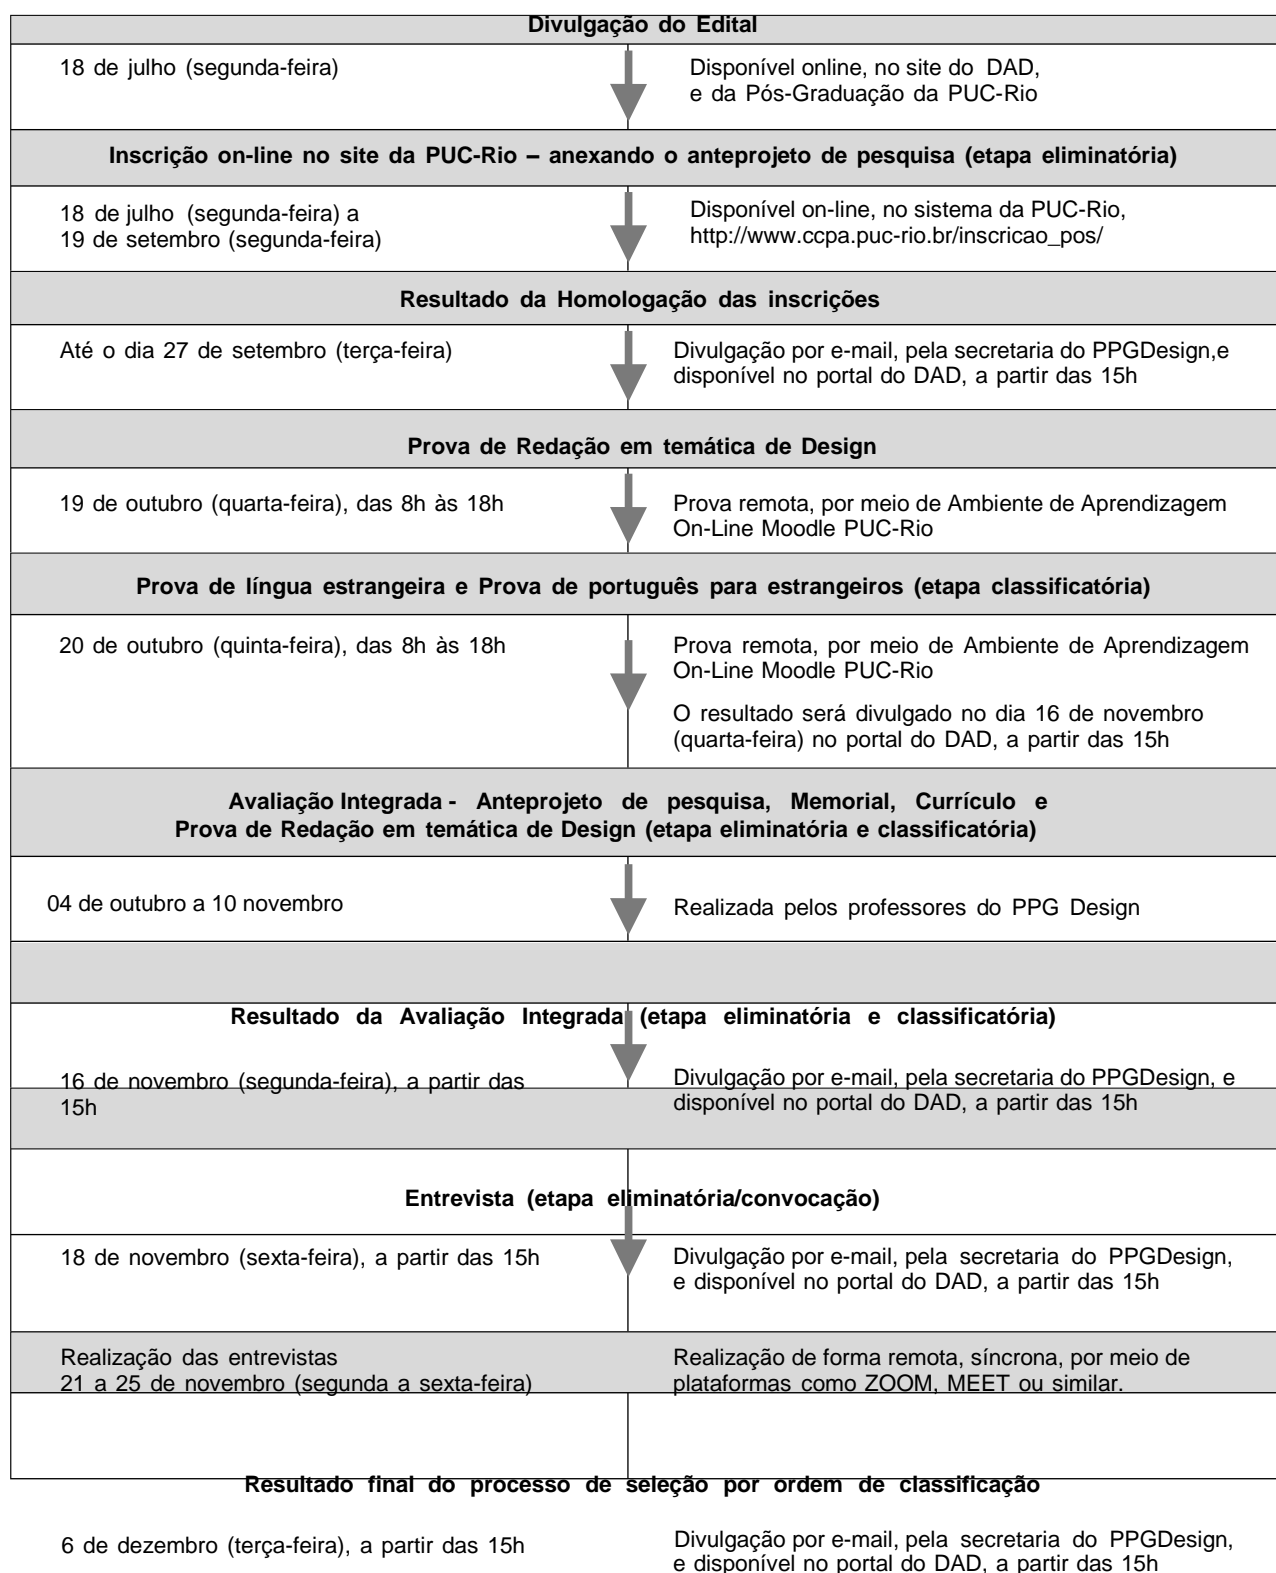 Divulgação do Edital
18 de julho (segunda-feira)
Disponível online, no site do DAD,
e da Pós-Graduação da PUC-Rio
Inscrição on-line no site da PUC-Rio – anexando o anteprojeto de pesquisa (etapa eliminatória)
18 de julho (segunda-feira) a
19 de setembro (segunda-feira)
Disponível on-line, no sistema da PUC-Rio,
http://www.ccpa.puc-rio.br/inscricao_pos/
Resultado da Homologação das inscrições
Até o dia 27 de setembro (terça-feira)
Divulgação por e-mail, pela secretaria do PPGDesign,e
disponível no portal do DAD, a partir das 15h
Prova de Redação em temática de Design
19 de outubro (quarta-feira), das 8h às 18h
Prova remota, por meio de Ambiente de Aprendizagem
On-Line Moodle PUC-Rio
Prova de língua estrangeira e Prova de português para estrangeiros (etapa classificatória)
20 de outubro (quinta-feira), das 8h às 18h
Prova remota, por meio de Ambiente de Aprendizagem
On-Line Moodle PUC-Rio
O resultado será divulgado no dia 16 de novembro
(quarta-feira) no portal do DAD, a partir das 15h
Avaliação Integrada - Anteprojeto de pesquisa, Memorial, Currículo e
Prova de Redação em temática de Design (etapa eliminatória e classificatória)
04 de outubro a 10 novembro
Realizada pelos professores do PPG Design
Resultado da Avaliação Integrada (etapa eliminatória e classificatória)
16 de novembro (segunda-feira), a partir das
15h
Divulgação por e-mail, pela secretaria do PPGDesign, e
disponível no portal do DAD, a partir das 15h
Entrevista (etapa eliminatória/convocação)
18 de novembro (sexta-feira), a partir das 15h
Divulgação por e-mail, pela secretaria do PPGDesign,
e disponível no portal do DAD, a partir das 15h
Realização das entrevistas
21 a 25 de novembro (segunda a sexta-feira)
Realização de forma remota, síncrona, por meio de
plataformas como ZOOM, MEET ou similar.
Resultado final do processo de seleção por ordem de classificação
6 de dezembro (terça-feira), a partir das 15h
Divulgação por e-mail, pela secretaria do PPGDesign,
e disponível no portal do DAD, a partir das 15h